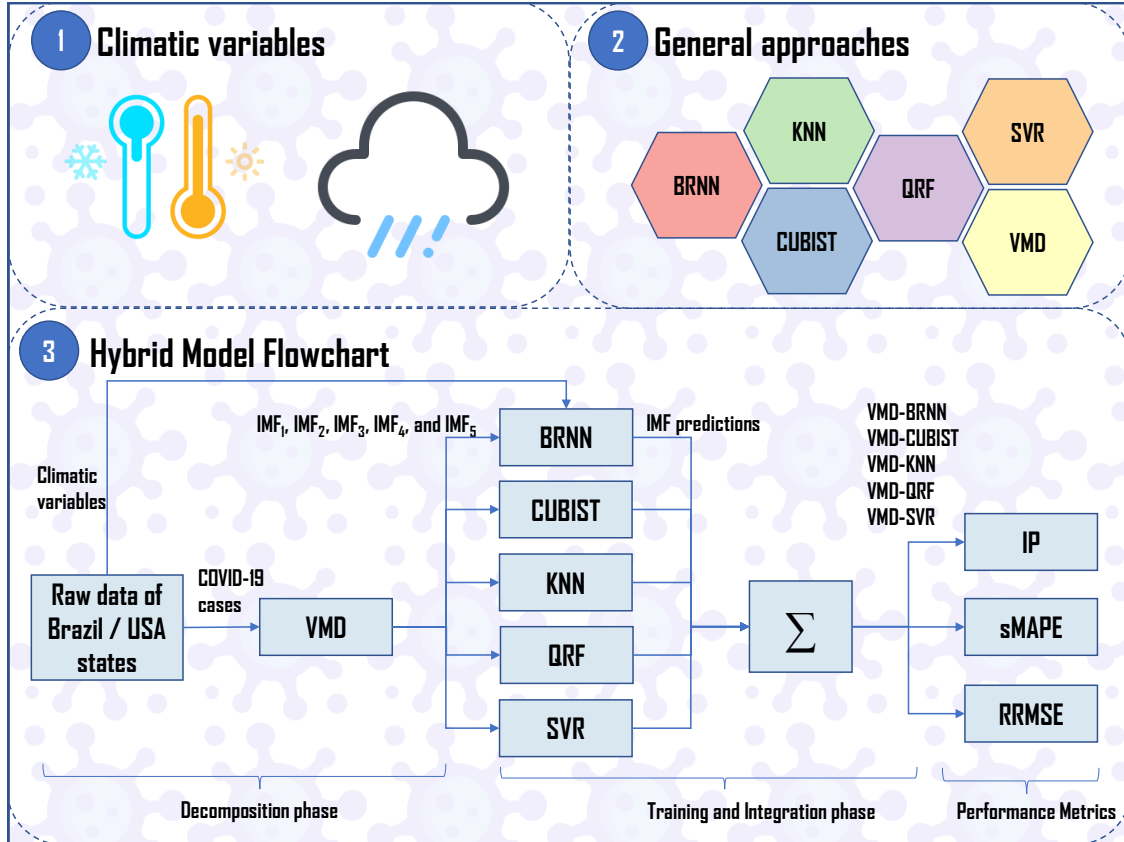 1 Climatic variables
2 General approaches
KNN
SVR
BRNN
QRF
CUBIST
VMD
3 Hybrid Model Flowchart
IMF1, IMF2, IMF3, IMF4, and IMF5
BRNN
IMF predictions
VMD-BRNN
VMD-CUBIST
VMD-KNN
VMD-QRF
VMD-SVR
Climatic
variables
CUBIST
IP
COVID-19
cases
KNN
Raw data of
Brazil / USA
states
VMD
∑
sMAPE
QRF
RRMSE
SVR
Decomposition phase
Training and Integration phase
Performance Metrics